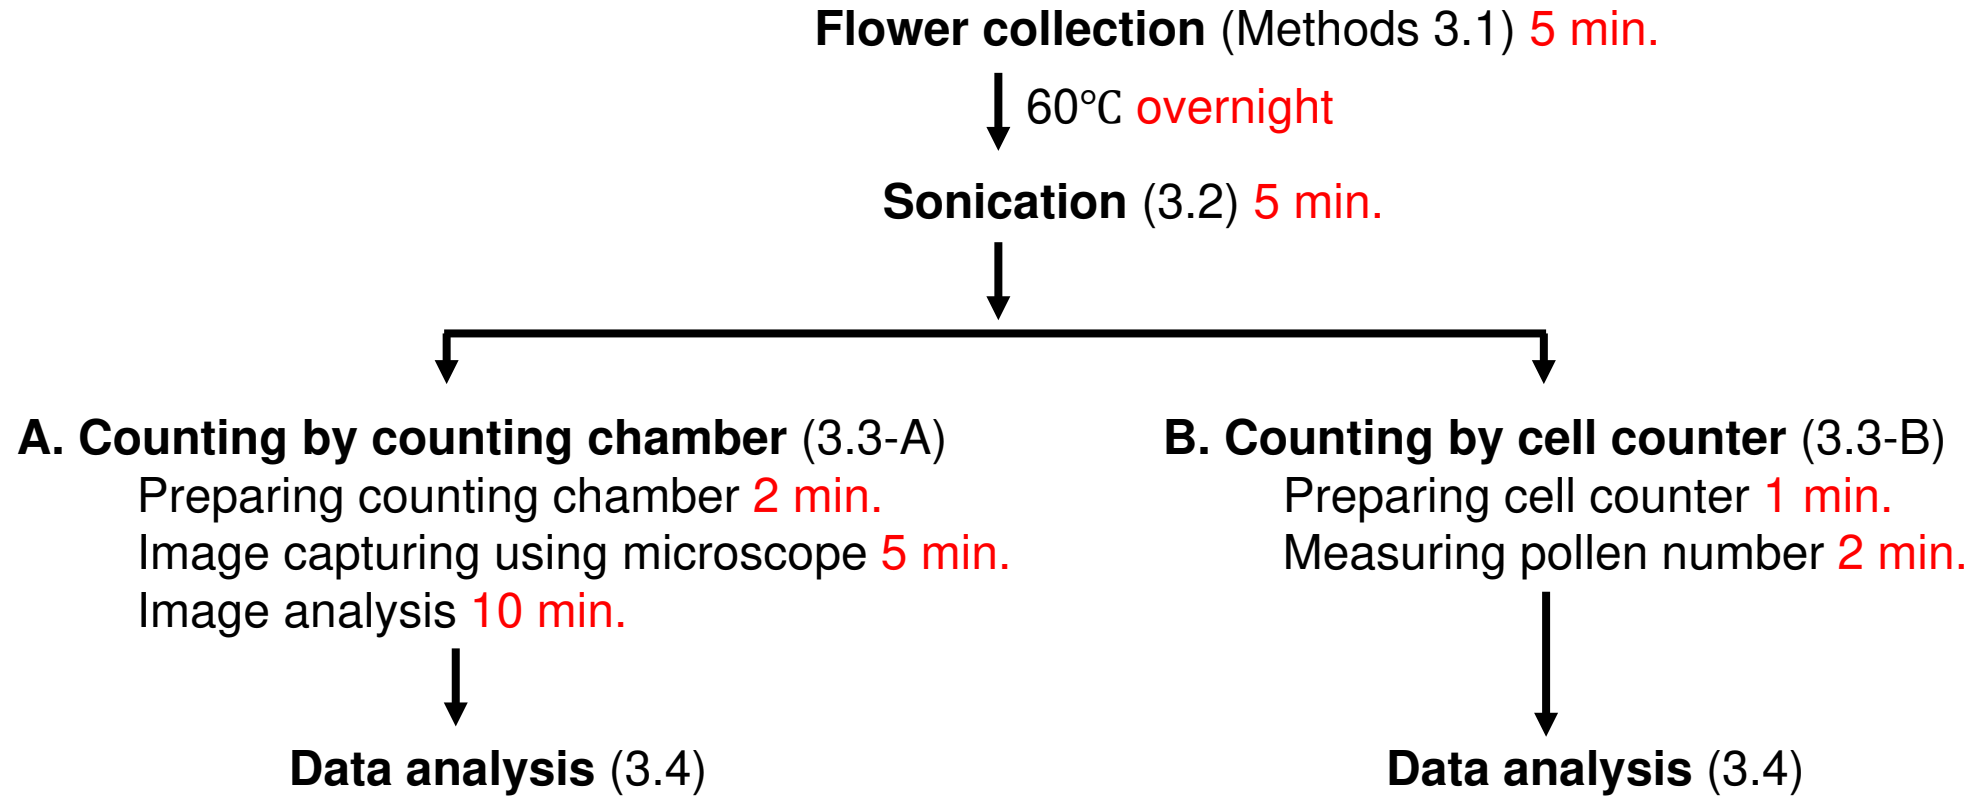 Flower collection (Methods 3.1) 5 min.
60℃ overnight
Sonication (3.2) 5 min.
A. Counting by counting chamber (3.3-A)
Preparing counting chamber 2 min.
Image capturing using microscope 5 min.
Image analysis 10 min.
Data analysis (3.4)
B. Counting by cell counter (3.3-B)
Preparing cell counter 1 min.
Measuring pollen number 2 min.
Data analysis (3.4)